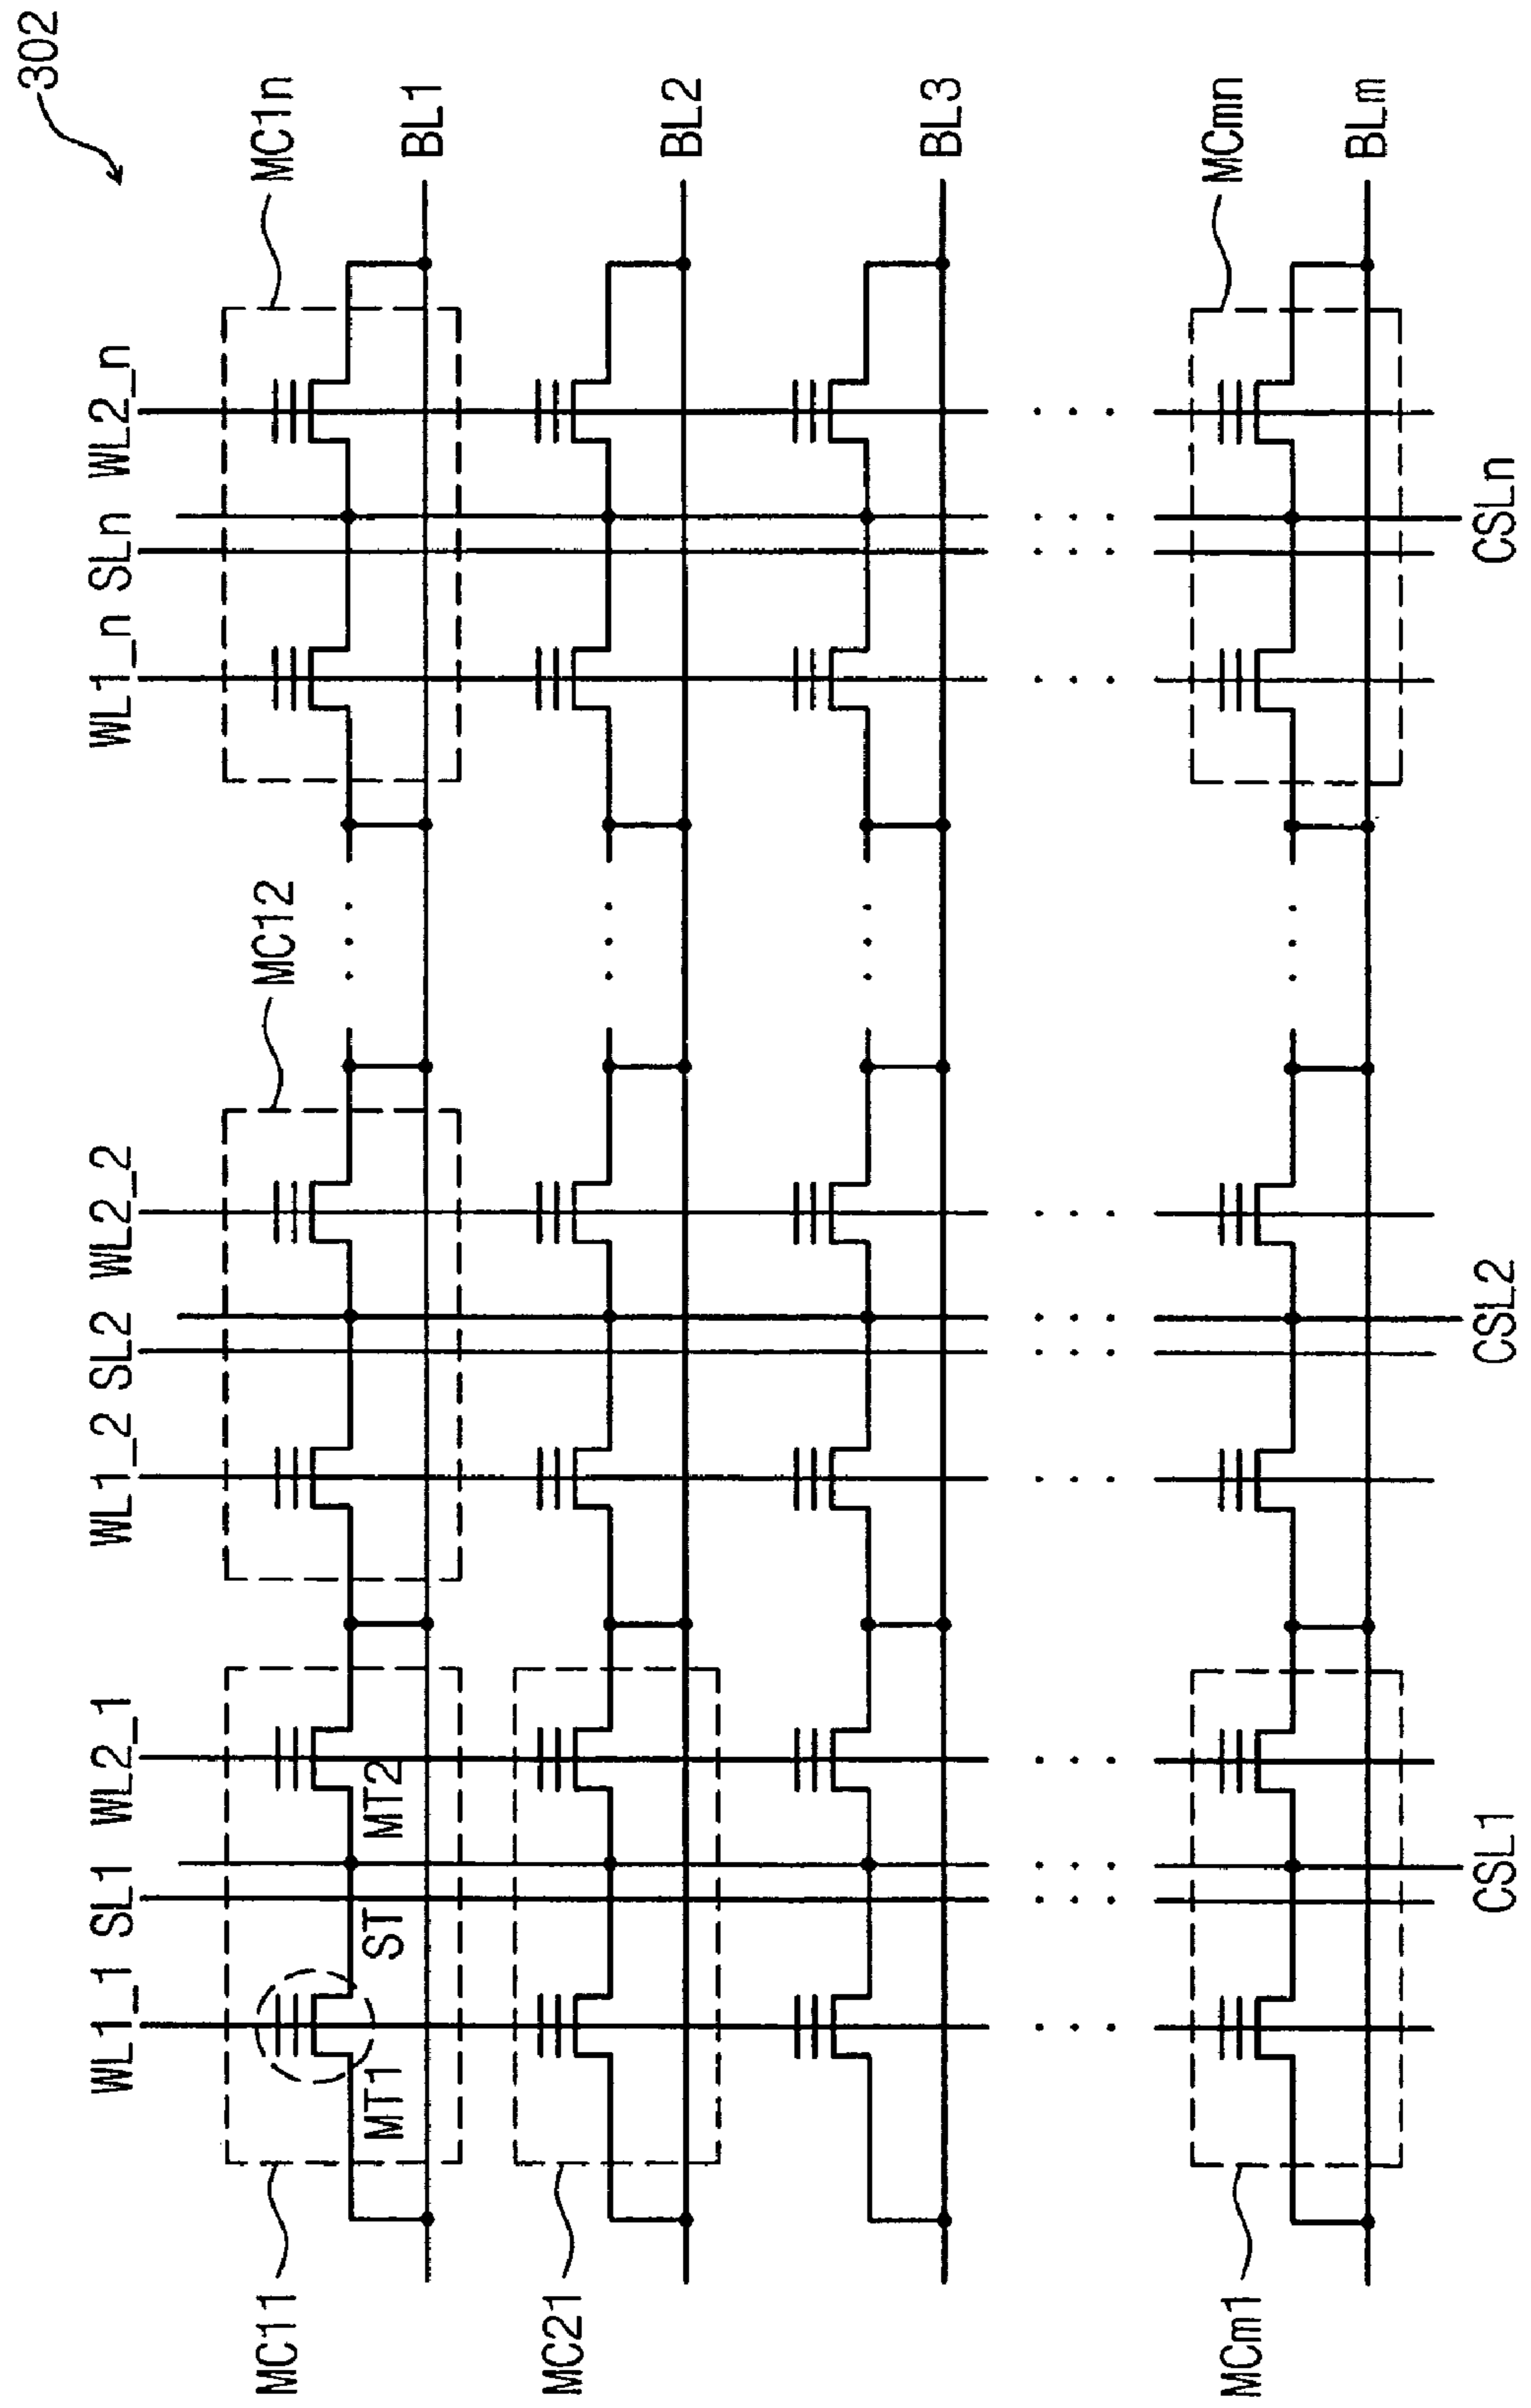 302
WL1_1 SL1 WL2_1 WL1_2 SL2 WL2_2 WL1_n SLn WL2_n
MC11 MC12 MC1n
MT1 ST MT2
BL1
MC21
BL2
BL3
MCm1 MCmn
BLm
CSL1 CSL2 CSLn